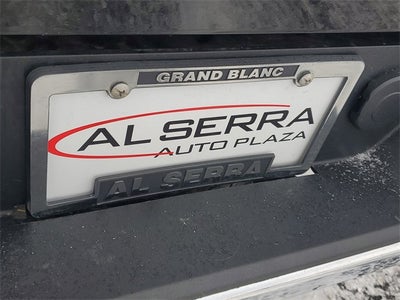 GRAND BLANC
AL SERRA
AUTO PLAZA
AL SERRA